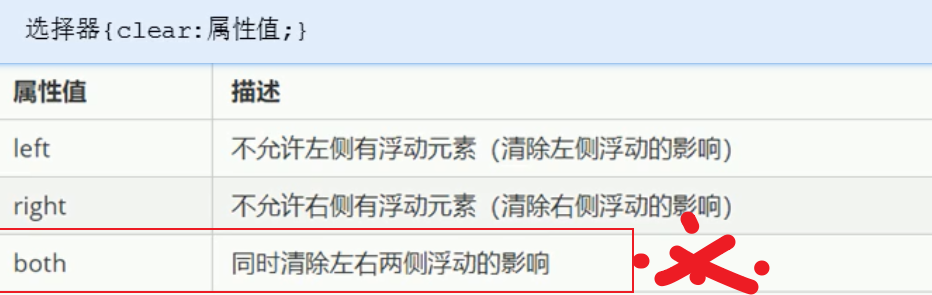 选择器{clear:属性值;}
属性值 描述
left 不允许左侧有浮动元素（清除左侧浮动的影响）
right 不允许右侧有浮动元素（清除右侧浮动的影响）
both 同时清除左右两侧浮动的影响